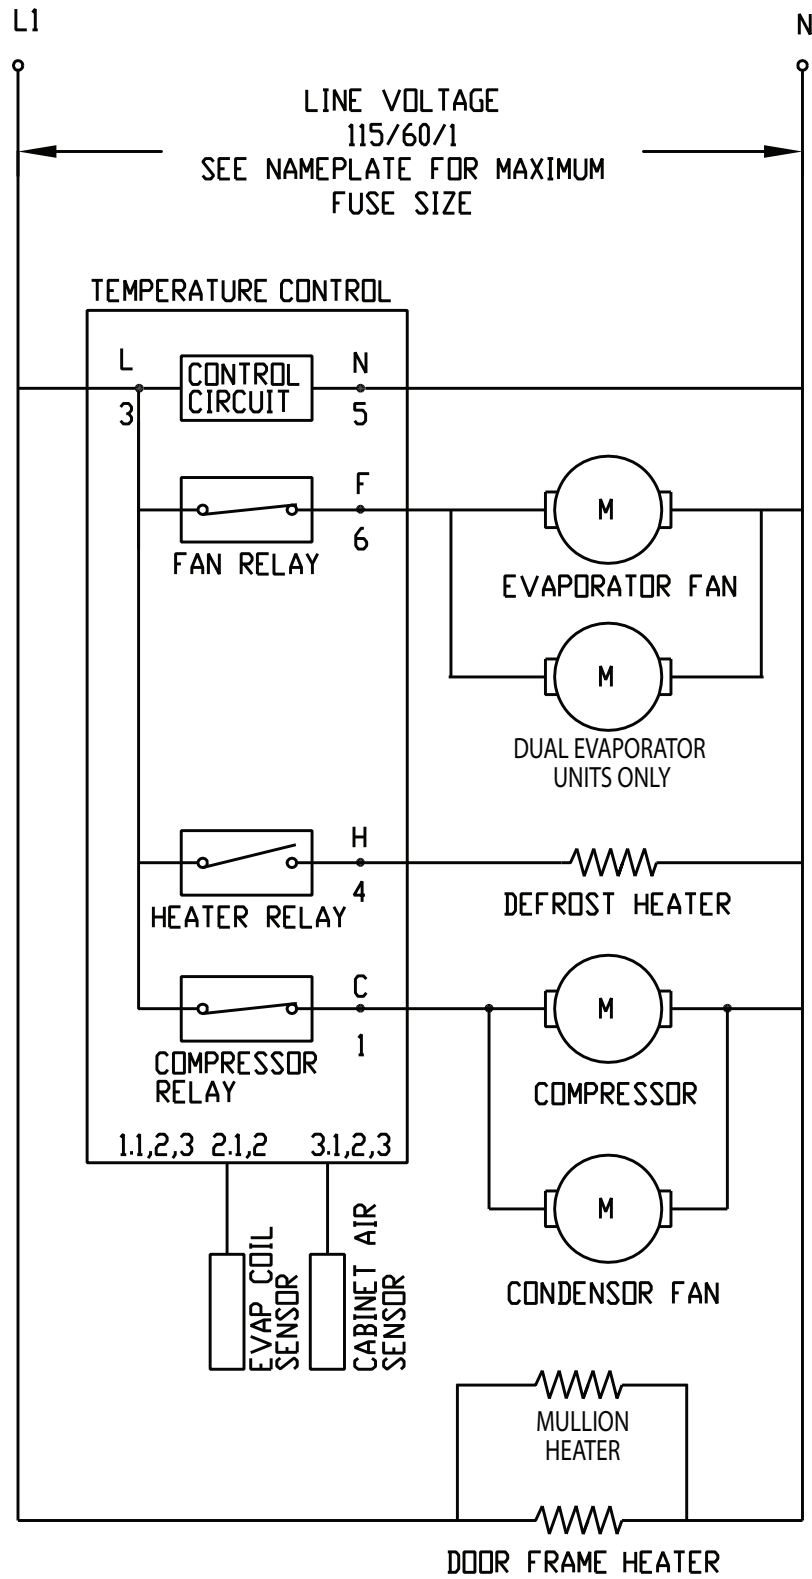 L1
N
LINE VOLTAGE
115/60/1
SEE NAMEPLATE FOR MAXIMUM
FUSE SIZE
TEMPERATURE CONTROL
L
CONTROL
CIRCUIT
N
3
5
F
M
6
FAN RELAY
EVAPORATOR FAN
M
DUAL EVAPORATOR
UNITS ONLY
H
4
HEATER RELAY
DEFROST HEATER
C
M
1
COMPRESSOR
RELAY
COMPRESSOR
1.1,2,3 2.1,2 3.1,2,3
M
EVAP COIL
SENSOR
CABINET AIR
SENSOR
CONDENSOR FAN
MULLION
HEATER
DOOR FRAME HEATER